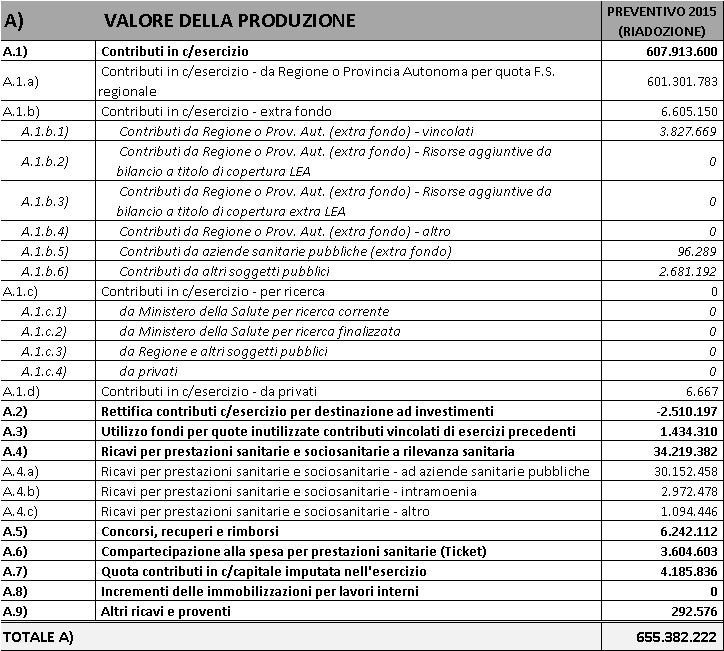 A) VALORE DELLA PRODUZIONE PREVENTIVO 2015 (RIADOZIONE)
A.1) Contributi in c/esercizio 607.913.600
A.1.a) Contributi in c/esercizio - da Regione o Provincia Autonoma per quota F.S.
regionale 601.301.783
A.1.b) Contributi in c/esercizio - extra fondo 6.605.150
A.1.b.1) Contributi da Regione o Prov. Aut. (extra fondo) - vincolati 3.827.669
A.1.b.2) Contributi da Regione o Prov. Aut. (extra fondo) - Risorse aggiuntive da
bilancio a titolo di copertura LEA 0
A.1.b.3) Contributi da Regione o Prov. Aut. (extra fondo) - Risorse aggiuntive da
bilancio a titolo di copertura extra LEA 0
A.1.b.4) Contributi da Regione o Prov. Aut. (extra fondo) - altro 0
A.1.b.5) Contributi da aziende sanitarie pubbliche (extra fondo) 96.289
A.1.b.6) Contributi da altri soggetti pubblici 2.681.192
A.1.c) Contributi in c/esercizio - per ricerca 0
A.1.c.1) da Ministero della Salute per ricerca corrente 0
A.1.c.2) da Ministero della Salute per ricerca finalizzata 0
A.1.c.3) da Regione e altri soggetti pubblici 0
A.1.c.4) da privati 0
A.1.d) Contributi in c/esercizio - da privati 6.667
A.2) Rettifica contributi c/esercizio per destinazione ad investimenti -2.510.197
A.3) Utilizzo fondi per quote inutilizzate contributi vincolati di esercizi precedenti 1.434.310
A.4) Ricavi per prestazioni sanitarie e sociosanitarie a rilevanza sanitaria 34.219.382
A.4.a) Ricavi per prestazioni sanitarie e sociosanitarie - ad aziende sanitarie pubbliche 30.152.458
A.4.b) Ricavi per prestazioni sanitarie e sociosanitarie - intramoenia 2.972.478
A.4.c) Ricavi per prestazioni sanitarie e sociosanitarie - altro 1.094.446
A.5) Concorsi, recuperi e rimborsi 6.242.112
A.6) Compartecipazione alla spesa per prestazioni sanitarie (Ticket) 3.604.603
A.7) Quota contributi in c/capitale imputata nell'esercizio 4.185.836
A.8) Incrementi delle immobilizzazioni per lavori interni 0
A.9) Altri ricavi e proventi 292.576
TOTALE A) 655.382.222